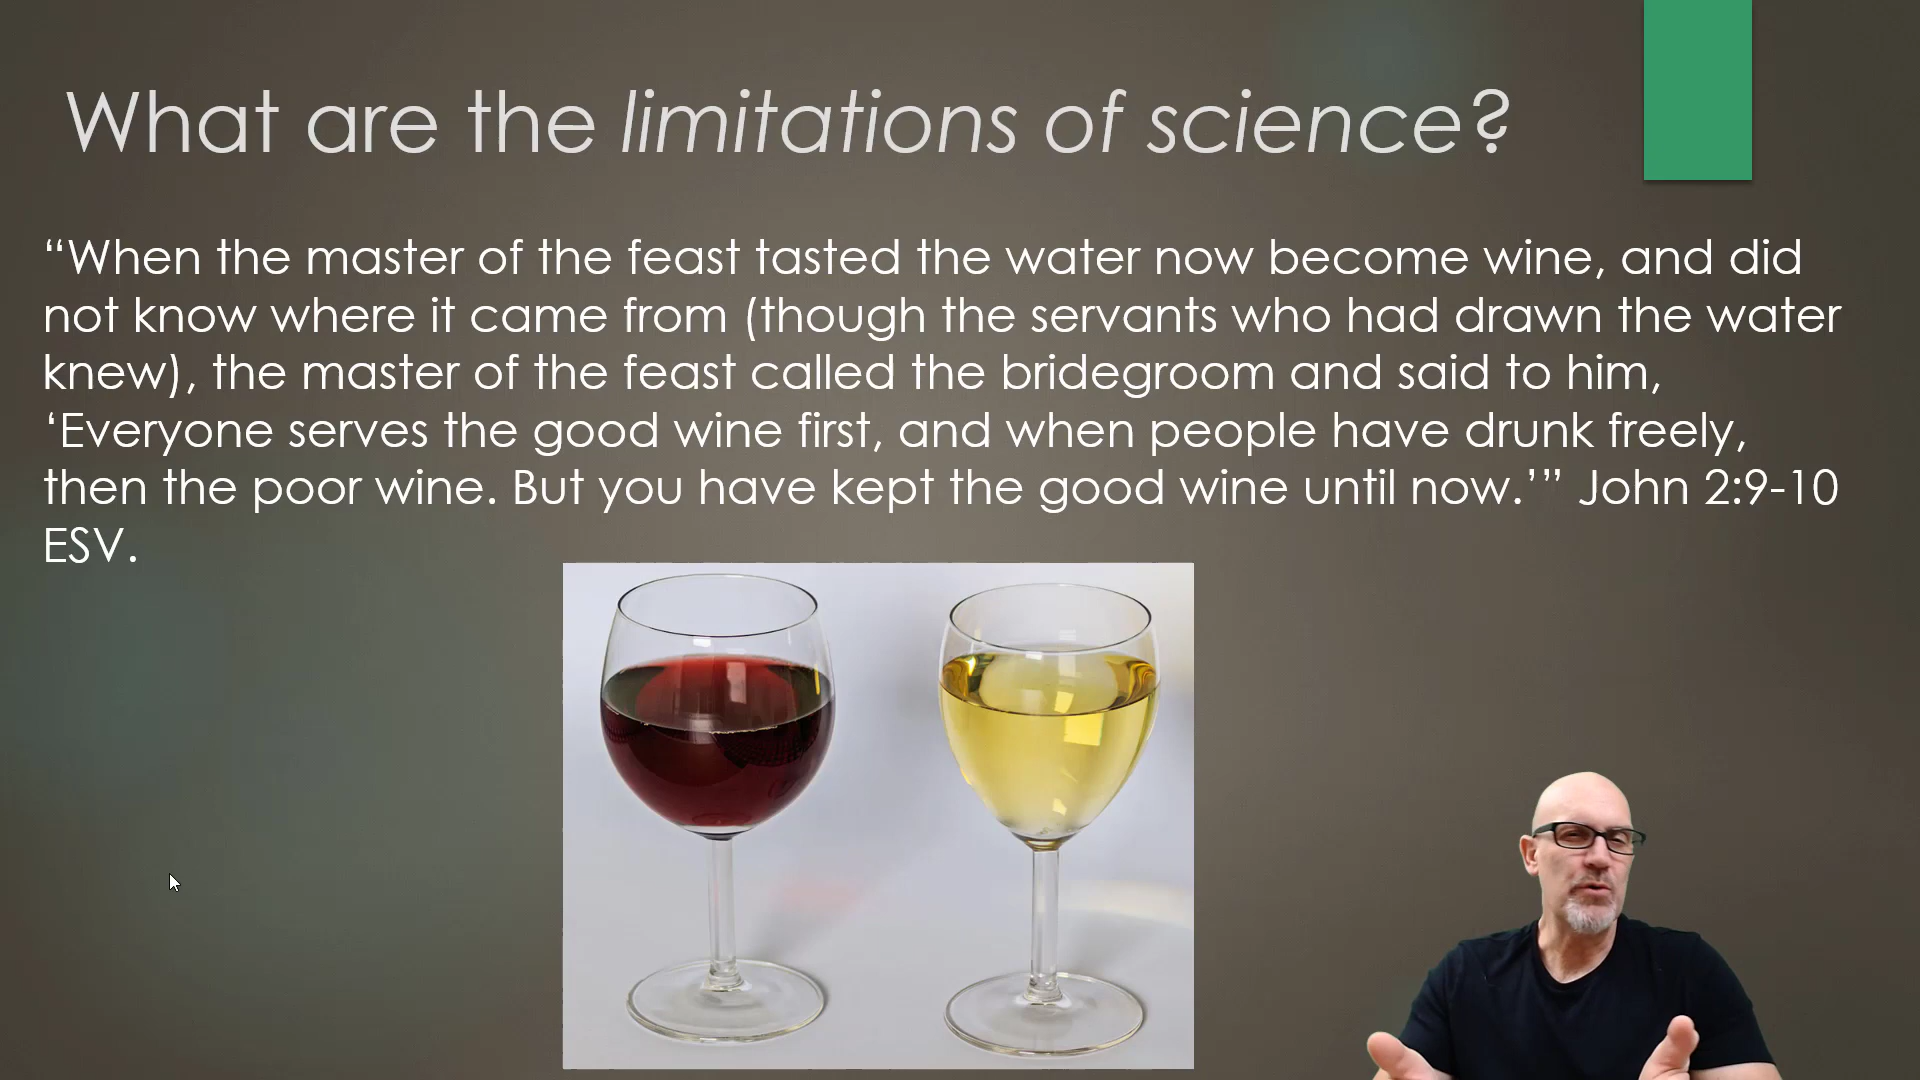 What are the limitations of science?
“When the master of the feast tasted the water now become wine, and did
not know where it came from (though the servants who had drawn the water
knew), the master of the feast called the bridegroom and said to him,
‘Everyone serves the good wine first, and when people have drunk freely,
then the poor wine. But you have kept the good wine until now.’” John 2:9-10
ESV.